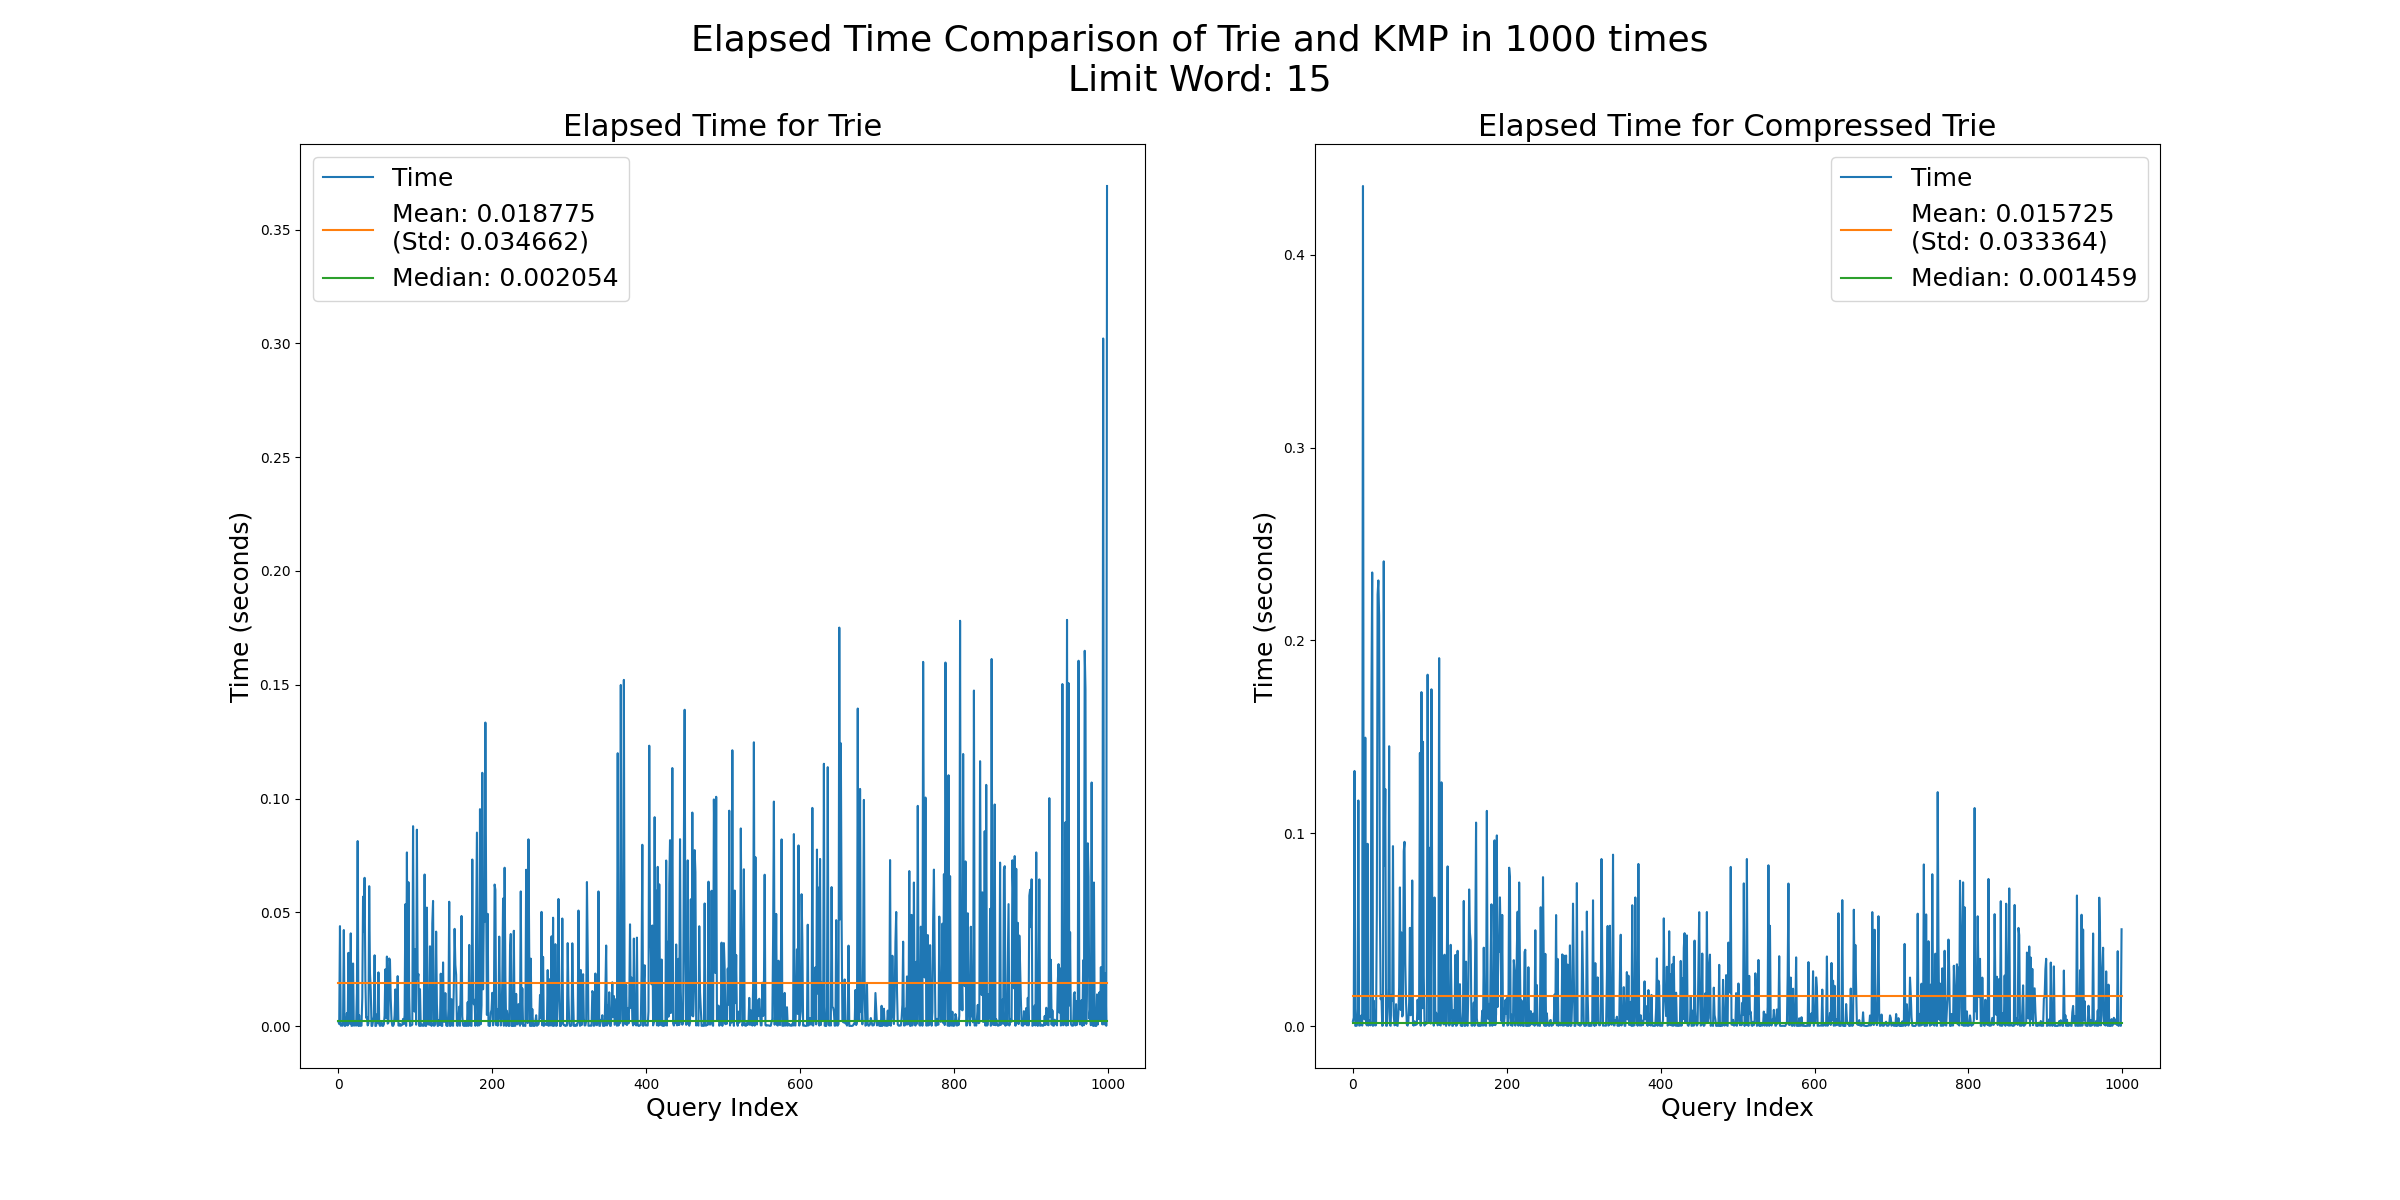 Elapsed Time Comparison of Trie and KMP in 1000 times
Limit Word: 15
Elapsed Time for Trie
Time
Mean: 0.018775
(Std: 0.034662)
Median: 0.002054
0.35
0.30
0.25
0.20
0.15
0.10
0.05
0.00
Time (seconds)
0
200
400
600
800
1000
Query Index
Elapsed Time for Compressed Trie
Time
Mean: 0.015725
(Std: 0.033364)
Median: 0.001459
0.4
0.3
0.2
0.1
0.0
Time (seconds)
0
200
400
600
800
1000
Query Index